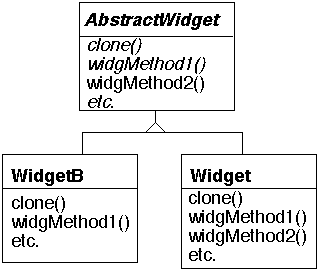 AbstractWidget
clone()
widgMethod1()
widgMethod2()
etc.
WidgetB
clone()
widgMethod1()
etc.
Widget
clone()
widgMethod1()
widgMethod2()
etc.